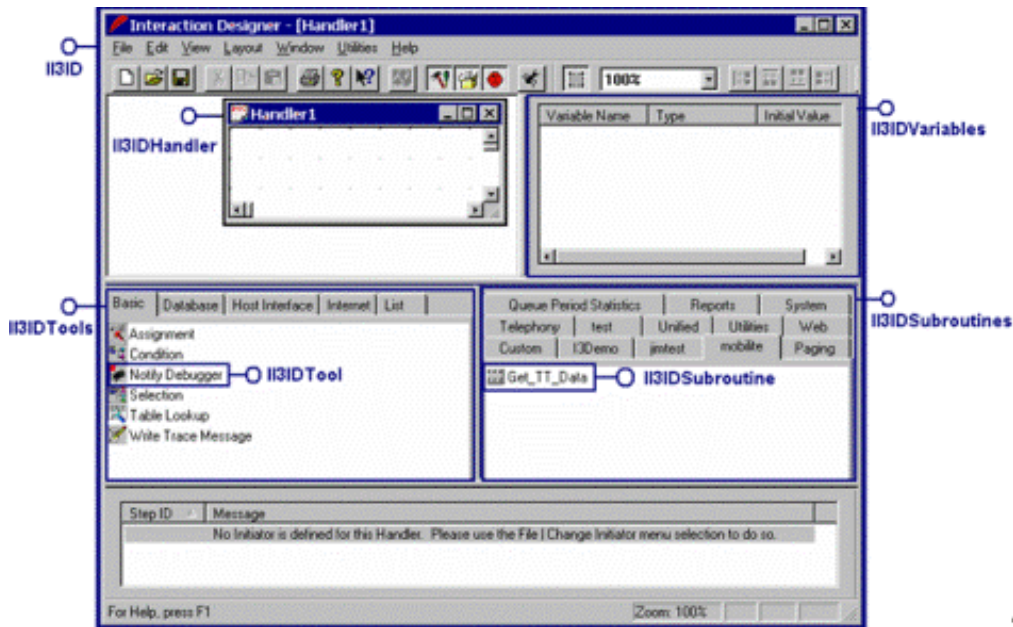 Interaction Designer - [Handler1]
File Edit View Layout Window Utilities Help
II3ID
100%
Handler1
II3IDHandler
Variable Name Type Initial Value
II3IDVariables
Basic Database Host Interface Internet List
II3IDTools
Assignment
Condition
Notify Debugger
II3IDTool
Selection
Table Lookup
Write Trace Message
Queue Period Statistics Reports System
Telephony test Unified Utilities Web
Custom I3Demo jmtest mobilite Paging
II3IDSubroutines
Get_TT_Data
II3IDSubroutine
Step ID Message
No Initiator is defined for this Handler. Please use the File | Change Initiator menu selection to do so.
For Help, press F1
Zoom: 100%